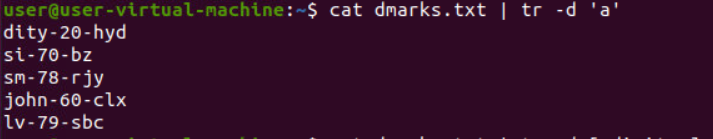 user@user-virtual-machine:~$ cat dmarks.txt | tr -d 'a'
dity-20-hyd
si-70-bz
sm-78-rjy
john-60-clx
lv-79-sbc